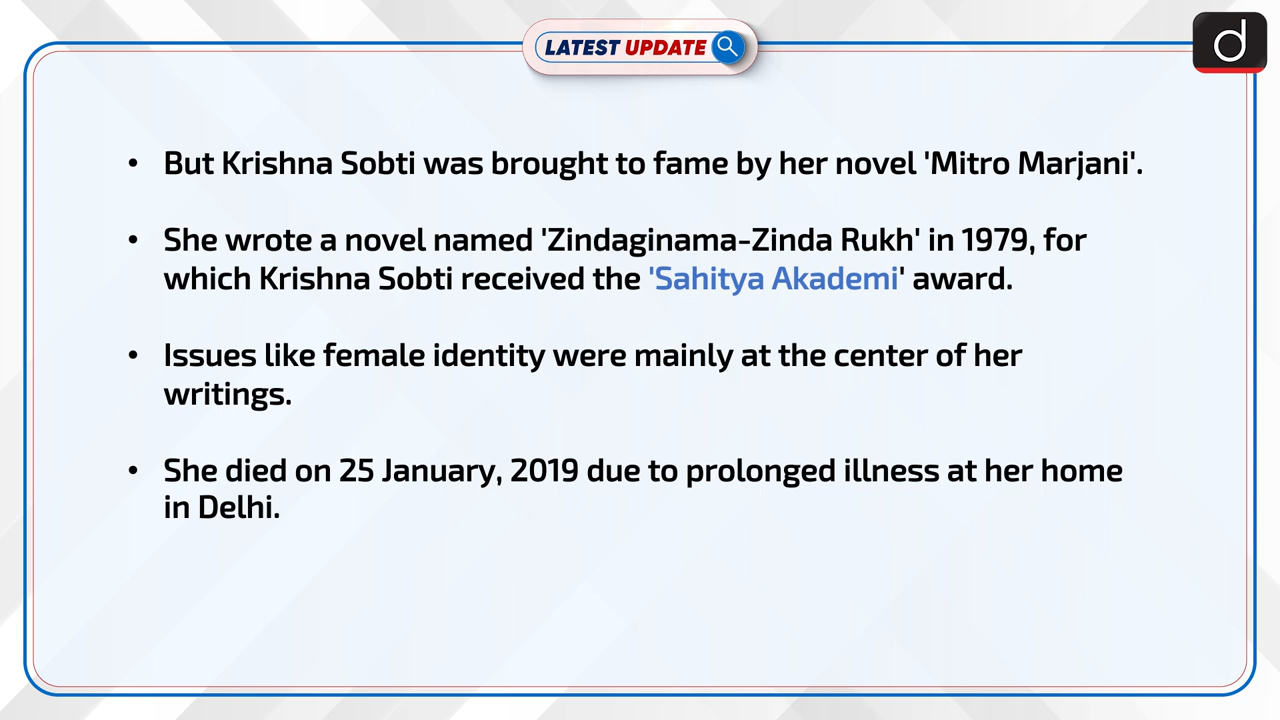 LATEST UPDATE
d
• But Krishna Sobti was brought to fame by her novel 'Mitro Marjani'.
• She wrote a novel named 'Zindaginama-Zinda Rukh' in 1979, for
which Krishna Sobti received the 'Sahitya Akademi' award.
• Issues like female identity were mainly at the center of her
writings.
• She died on 25 January, 2019 due to prolonged illness at her home
in Delhi.